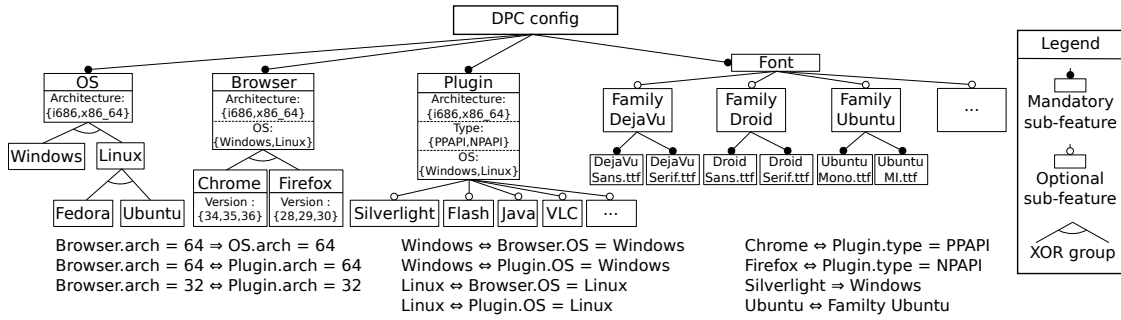 DPC config
OS
Architecture:
{i686,x86_64}
Windows
Linux
Fedora
Ubuntu
Browser
Architecture:
{i686,x86_64}
OS:
{Windows,Linux}
Chrome
Version :
{34,35,36}
Firefox
Version :
{28,29,30}
Plugin
Architecture:
{i686,x86_64}
Type:
{PPAPI,NPAPI}
OS:
{Windows,Linux}
Silverlight
Flash
Java
VLC
...
Font
Family
DejaVu
DejaVu
Sans.ttf
DejaVu
Serif.ttf
Family
Droid
Droid
Sans.ttf
Droid
Serif.ttf
Family
Ubuntu
Ubuntu
Mono.ttf
Ubuntu
MI.ttf
...
Legend
Mandatory
sub-feature
Optional
sub-feature
XOR group
Browser.arch = 64 ⇒ OS.arch = 64
Browser.arch = 64 ⇔ Plugin.arch = 64
Browser.arch = 32 ⇔ Plugin.arch = 32
Windows ⇔ Browser.OS = Windows
Windows ⇔ Plugin.OS = Windows
Linux ⇔ Browser.OS = Linux
Linux ⇔ Plugin.OS = Linux
Chrome ⇔ Plugin.type = PPAPI
Firefox ⇔ Plugin.type = NPAPI
Silverlight ⇒ Windows
Ubuntu ⇔ Familty Ubuntu